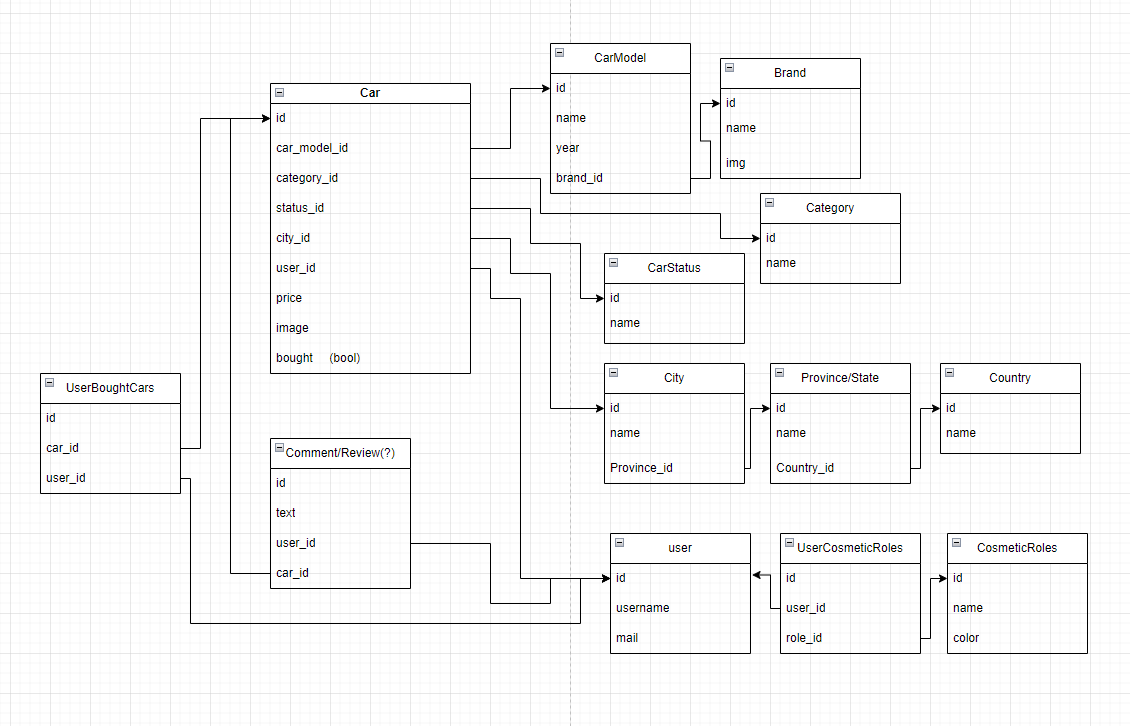 Car
id
car_model_id
category_id
status_id
city_id
user_id
price
image
bought (bool)
CarModel
id
name
year
brand_id
Brand
id
name
img
Category
id
name
CarStatus
id
name
City
id
name
Province_id
Province/State
id
name
Country_id
Country
id
name
UserBoughtCars
id
car_id
user_id
Comment/Review(?)
id
text
user_id
car_id
user
id
username
mail
UserCosmeticRoles
id
user_id
role_id
CosmeticRoles
id
name
color